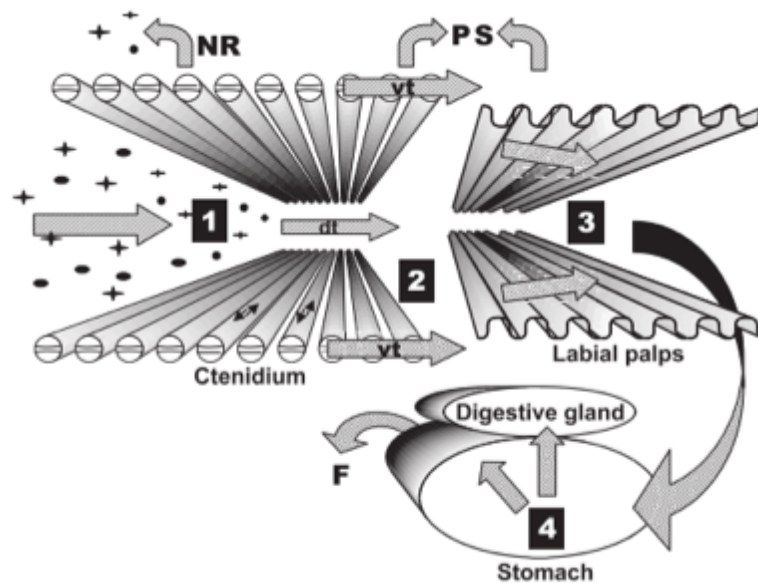 NR
PS
vt
1
dt
3
2
vt
Ctenidium
Labial palps
Digestive gland
F
4
Stomach